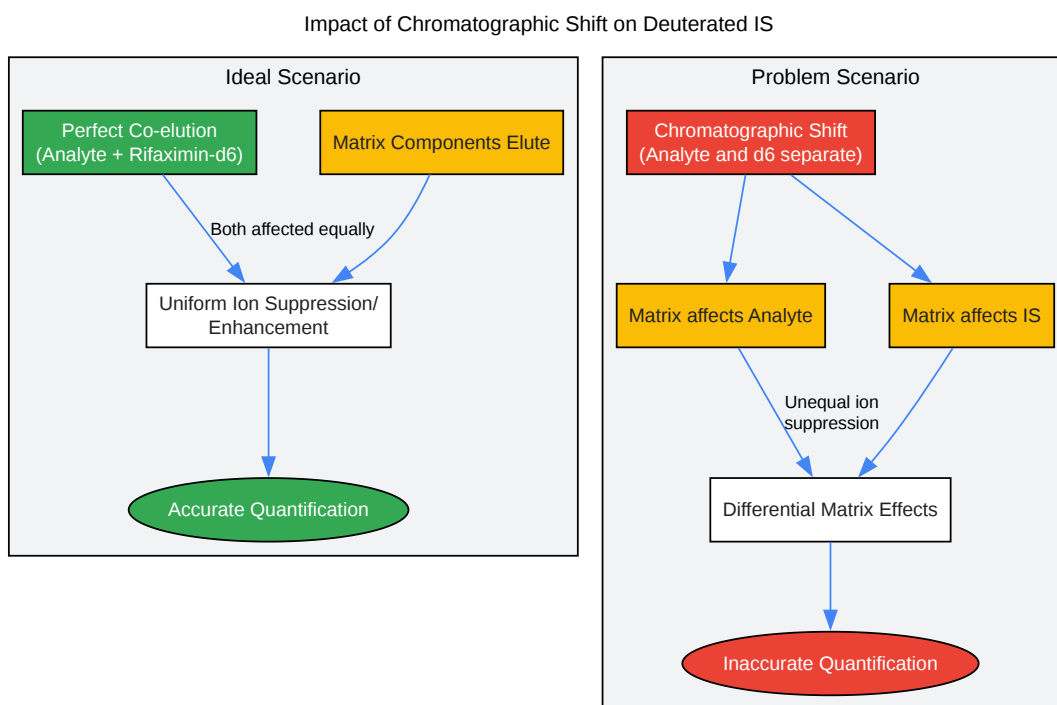 Impact of Chromatographic Shift on Deuterated IS
Ideal Scenario
Perfect Co-elution
(Analyte + Rifaximin-d6)
Matrix Components Elute
Both affected equally
Uniform Ion Suppression/
Enhancement
Accurate Quantification
Problem Scenario
Chromatographic Shift
(Analyte and d6 separate)
Matrix affects Analyte
Matrix affects IS
Unequal ion
suppression
Differential Matrix Effects
Inaccurate Quantification